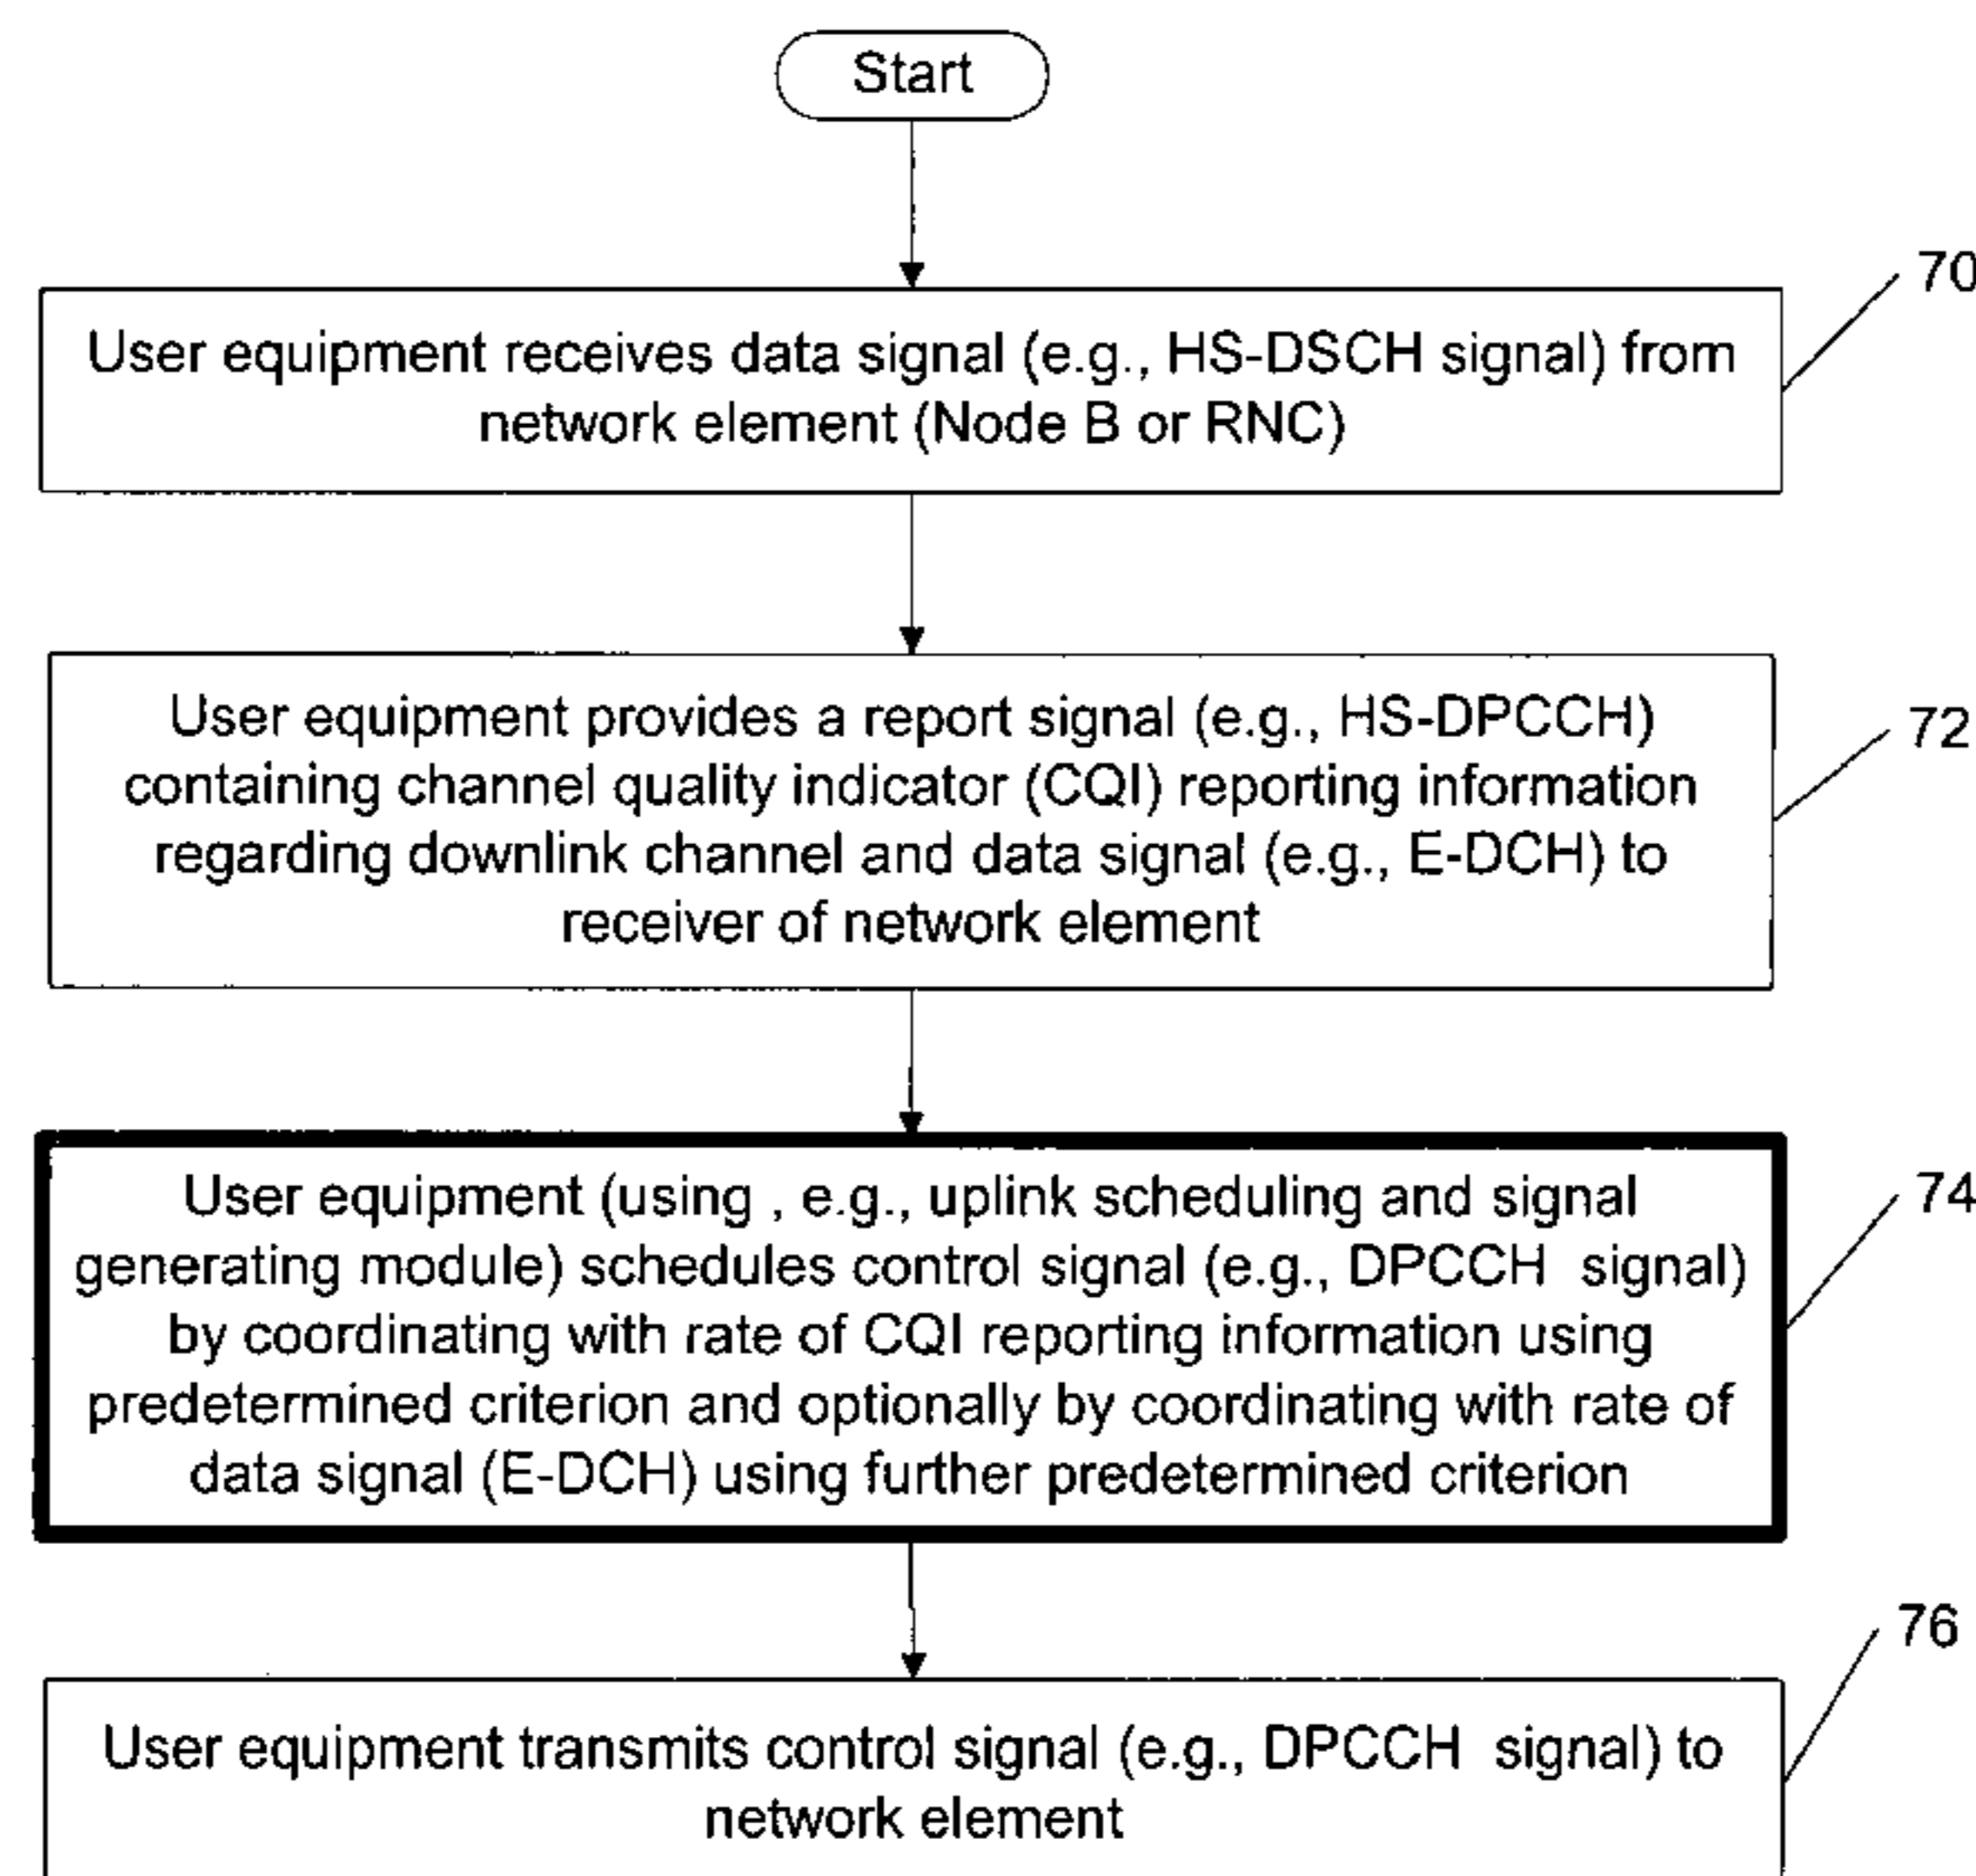 Start
70
User equipment receives data signal (e.g., HS-DSCH signal) from
network element (Node B or RNC)
72
User equipment provides a report signal (e.g., HS-DPCCH)
containing channel quality indicator (CQI) reporting information
regarding downlink channel and data signal (e.g., E-DCH) to
receiver of network element
74
User equipment (using , e.g., uplink scheduling and signal
generating module) schedules control signal (e.g., DPCCH signal)
by coordinating with rate of CQI reporting information using
predetermined criterion and optionally by coordinating with rate of
data signal (E-DCH) using further predetermined criterion
76
User equipment transmits control signal (e.g., DPCCH signal) to
network element